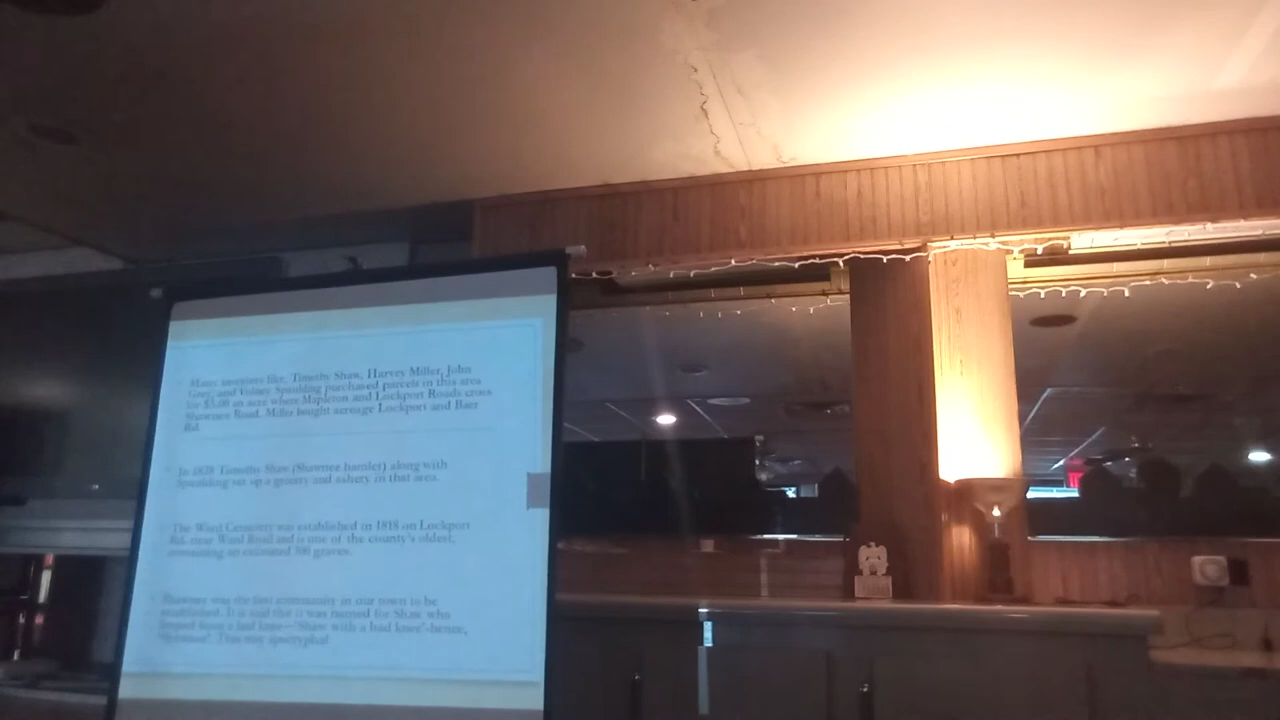 Many investors like, Timothy Shaw, Harvey Miller, John
Gray, and Volney Spaulding purchased parcels in this area
for $5.00 an acre where Mapleton and Lockport Roads cross
Shawnee Road. Miller bought acreage Lockport and Baer
Rd.
In 1828 Timothy Shaw (Shawnee hamlet) along with
Spaulding set up a grocery and ashery in that area.
The Ward Cemetery was established in 1818 on Lockport
Rd. near Ward Road and is one of the county's oldest,
containing an estimated 300 graves.
Shawnee was the first community in our town to be
established. It is said that it was named for Shaw who
limped from a bad knee—"Shaw with a bad knee"-hence,
"Shawnee". This may apocryphal